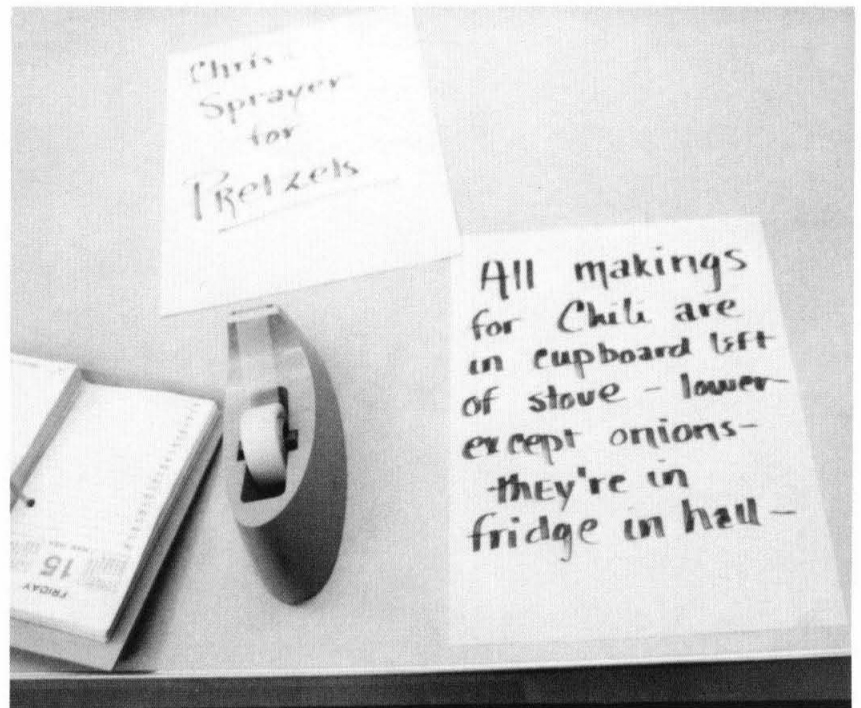 Chris
Sprayer
for
Pretzels
All makings
for Chili are
in cupboard left
of stove - lower
except onions-
they're in
fridge in hall-
15
FRIDAY